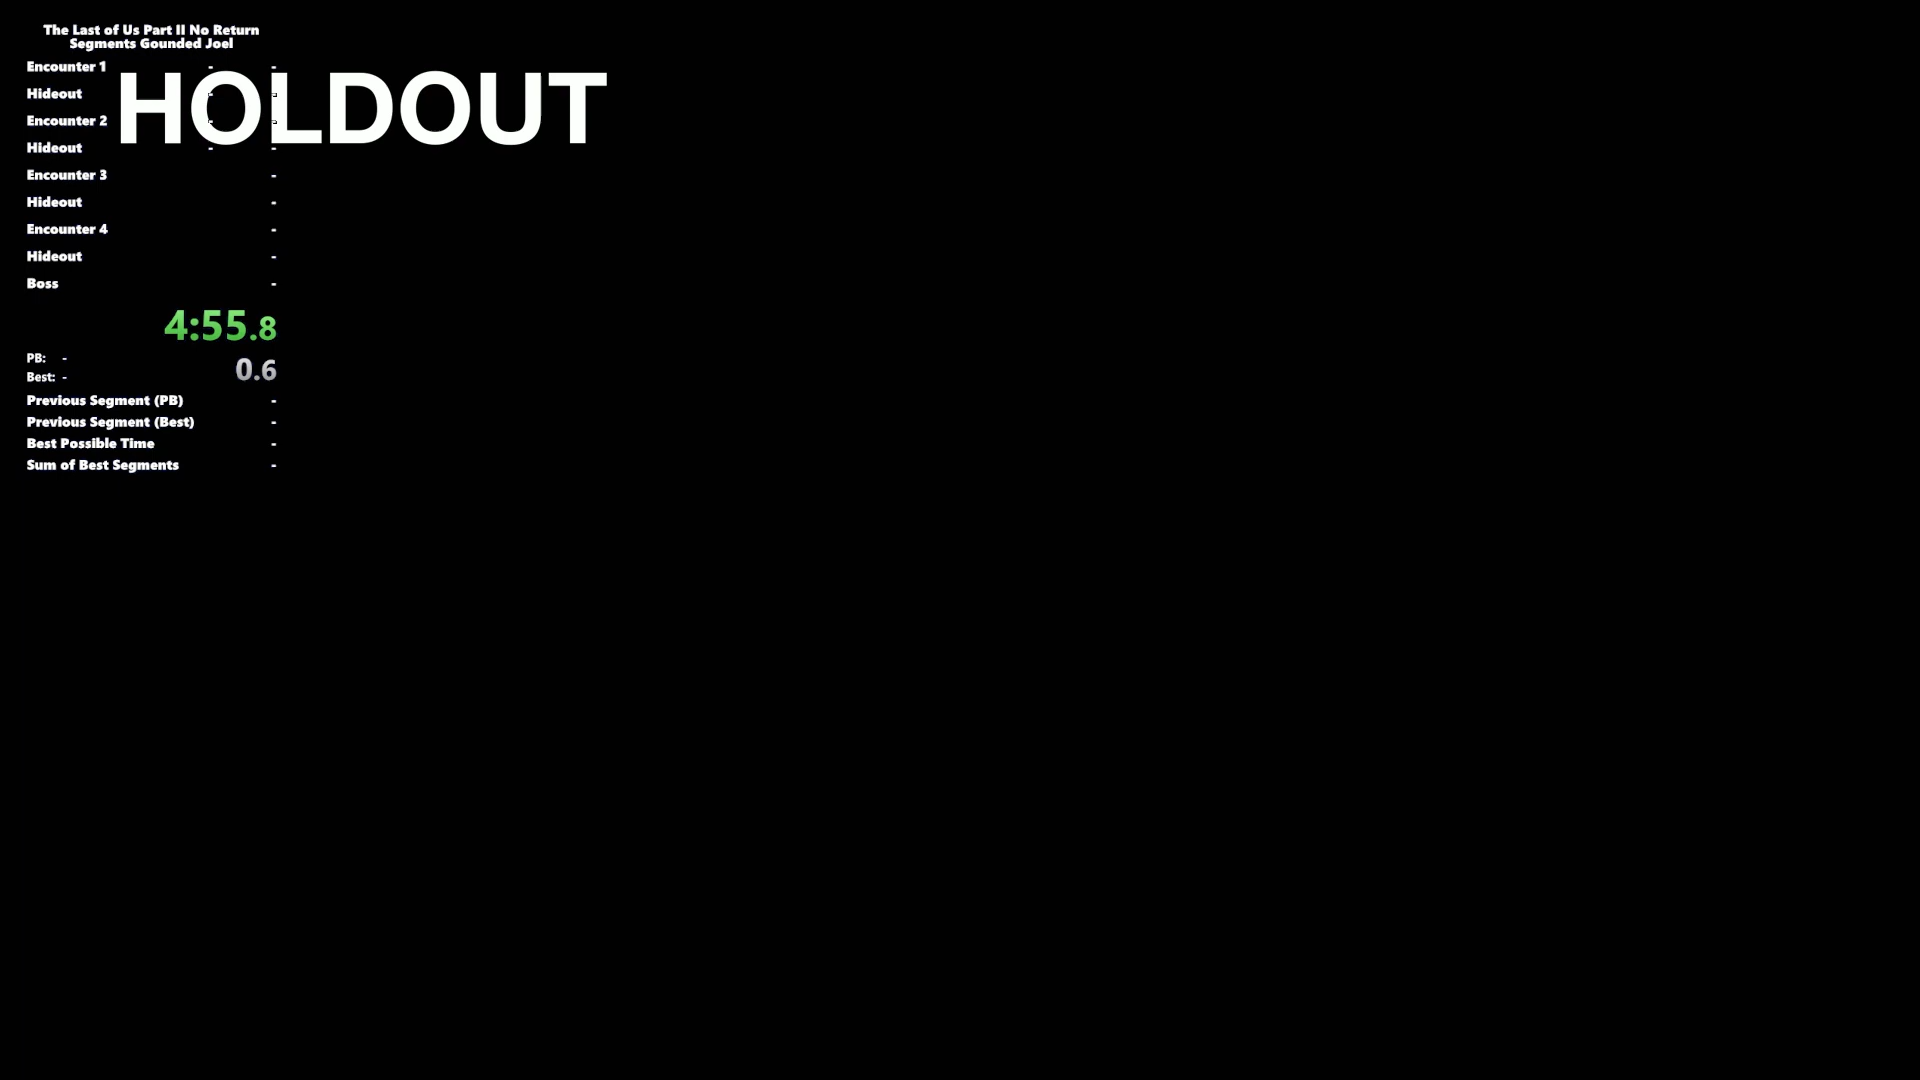 The Last of Us Part II No Return
Segments Gounded Joel
Encounter 1 - -
HOLDOUT
Hideout - -
Encounter 2 - -
Hideout - -
Encounter 3 -
Hideout -
Encounter 4 -
Hideout -
Boss -
4:55.8
PB: -
0.6
Best: -
Previous Segment (PB) -
Previous Segment (Best) -
Best Possible Time -
Sum of Best Segments -